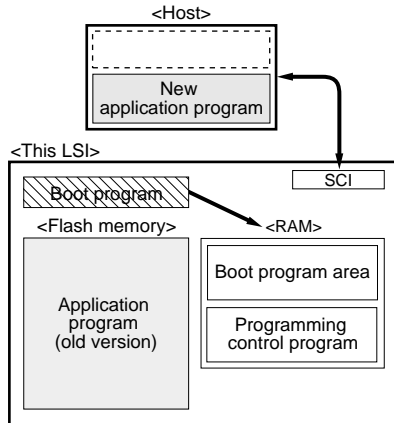 <Host>
New
application program
<This LSI>
SCI
Boot program
<Flash memory>
<RAM>
Application
program
(old version)
Boot program area
Programming
control program